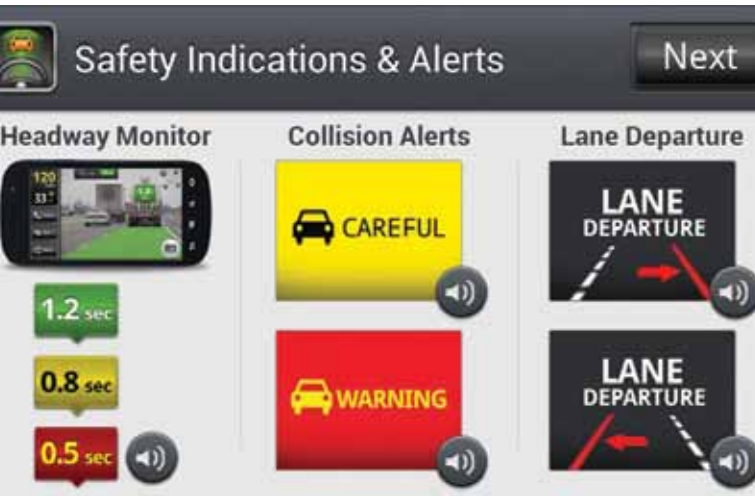 Safety Indications & Alerts
Next
Headway Monitor
120
1.2 sec
0.8 sec
0.5 sec
Collision Alerts
CAREFUL
WARNING
Lane Departure
LANE
DEPARTURE
LANE
DEPARTURE